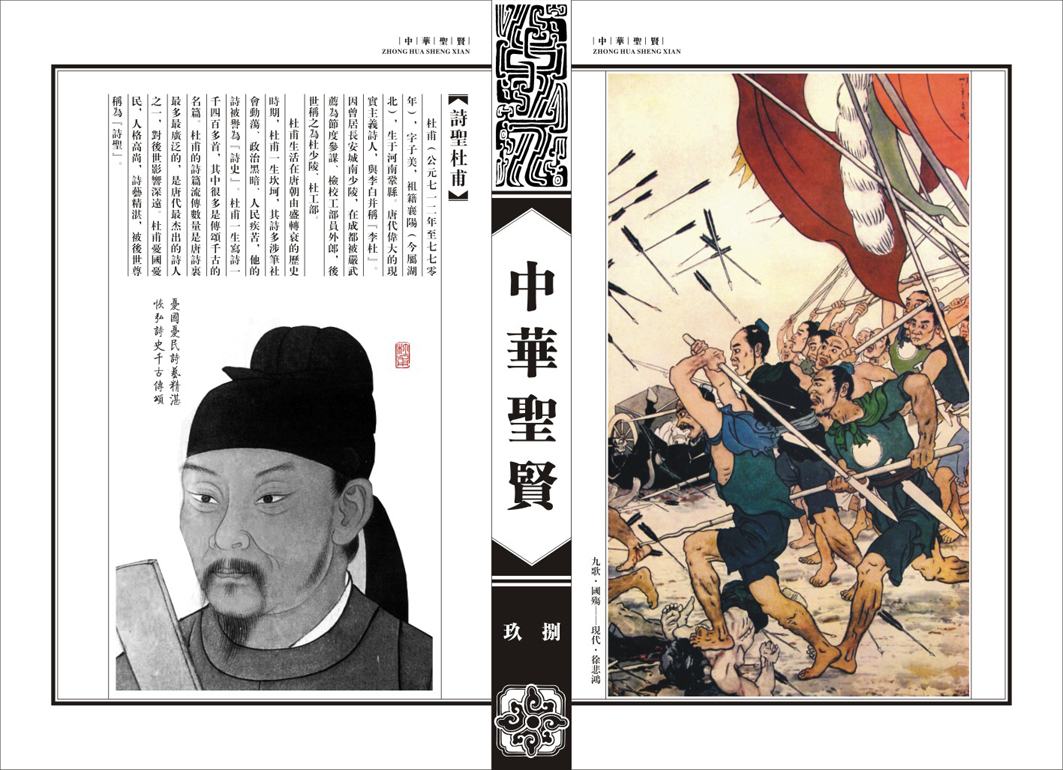 |中|華|聖|賢|
ZHONG HUA SHENG XIAN
詩聖杜甫
杜甫（公元七一二年至七七零
年），字子美，祖籍襄陽（今屬湖
北），生于河南鞏縣。唐代偉大的現
實主義詩人，與李白并稱『李杜』。
因曾居長安城南少陵，在成都被嚴武
薦為節度參謀、檢校工部員外郎，後
世稱之為杜少陵、杜工部。
杜甫生活在唐朝由盛轉衰的歷史
時期，杜甫一生坎坷，其詩多涉筆社
會動蕩、政治黑暗、人民疾苦，他的
詩被譽為『詩史』。杜甫一生寫詩一
千四百多首，其中很多是傳頌千古的
名篇。杜甫的詩篇流傳數量是唐詩裏
最多最廣泛的，是唐代最杰出的詩人
之一，對後世影響深遠。杜甫憂國憂
民，人格高尚，詩藝精湛，被後世尊
稱為『詩聖』。
憂國憂民詩藝精湛
恢弘詩史千古傳頌
中華聖賢
玖 捌
|中|華|聖|賢|
ZHONG HUA SHENG XIAN
九歌·國殤——現代·徐悲鴻